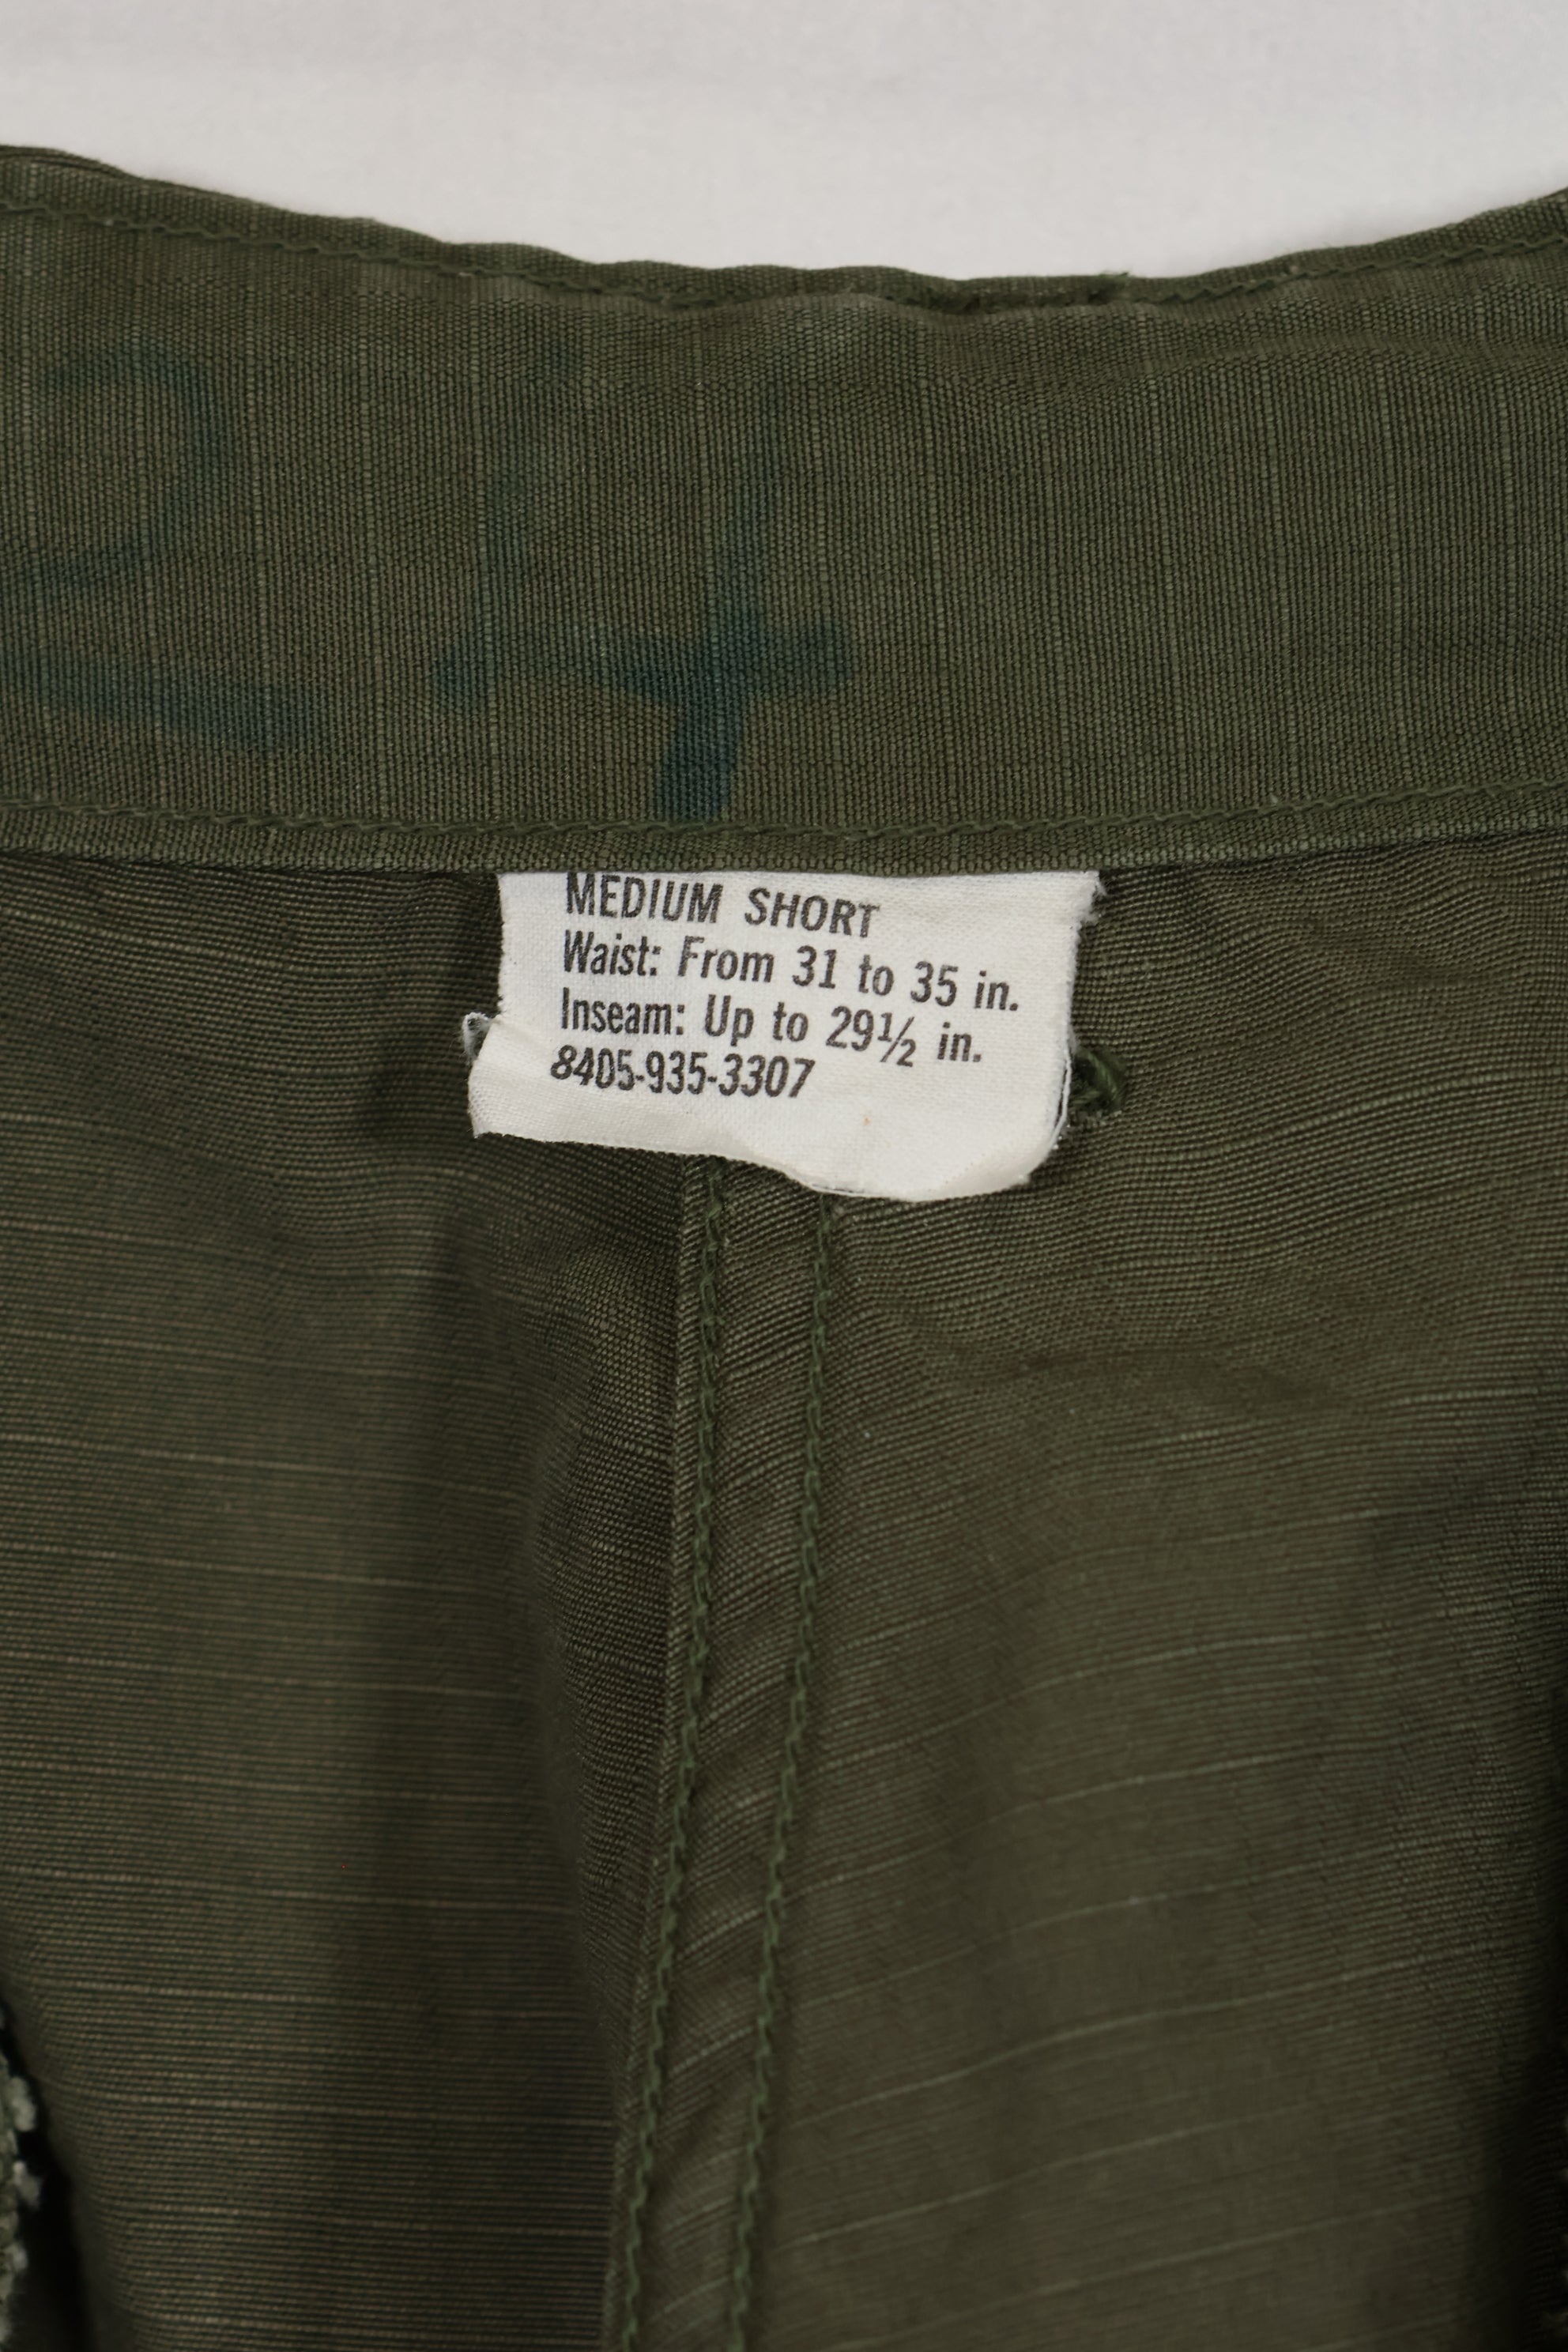 MEDIUM SHORT
Waist: From 31 to 35 in.
Inseam: Up to 29½ in.
8405-935-3307